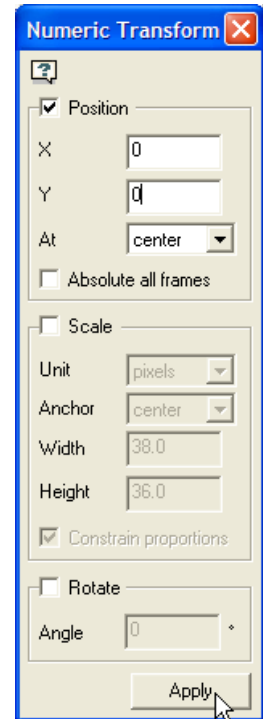 Numeric Transform
?
Position
X 0
Y 0
At center
Absolute all frames
Scale
Unit pixels
Anchor center
Width 38.0
Height 36.0
Constrain proportions
Rotate
Angle 0 °
Apply